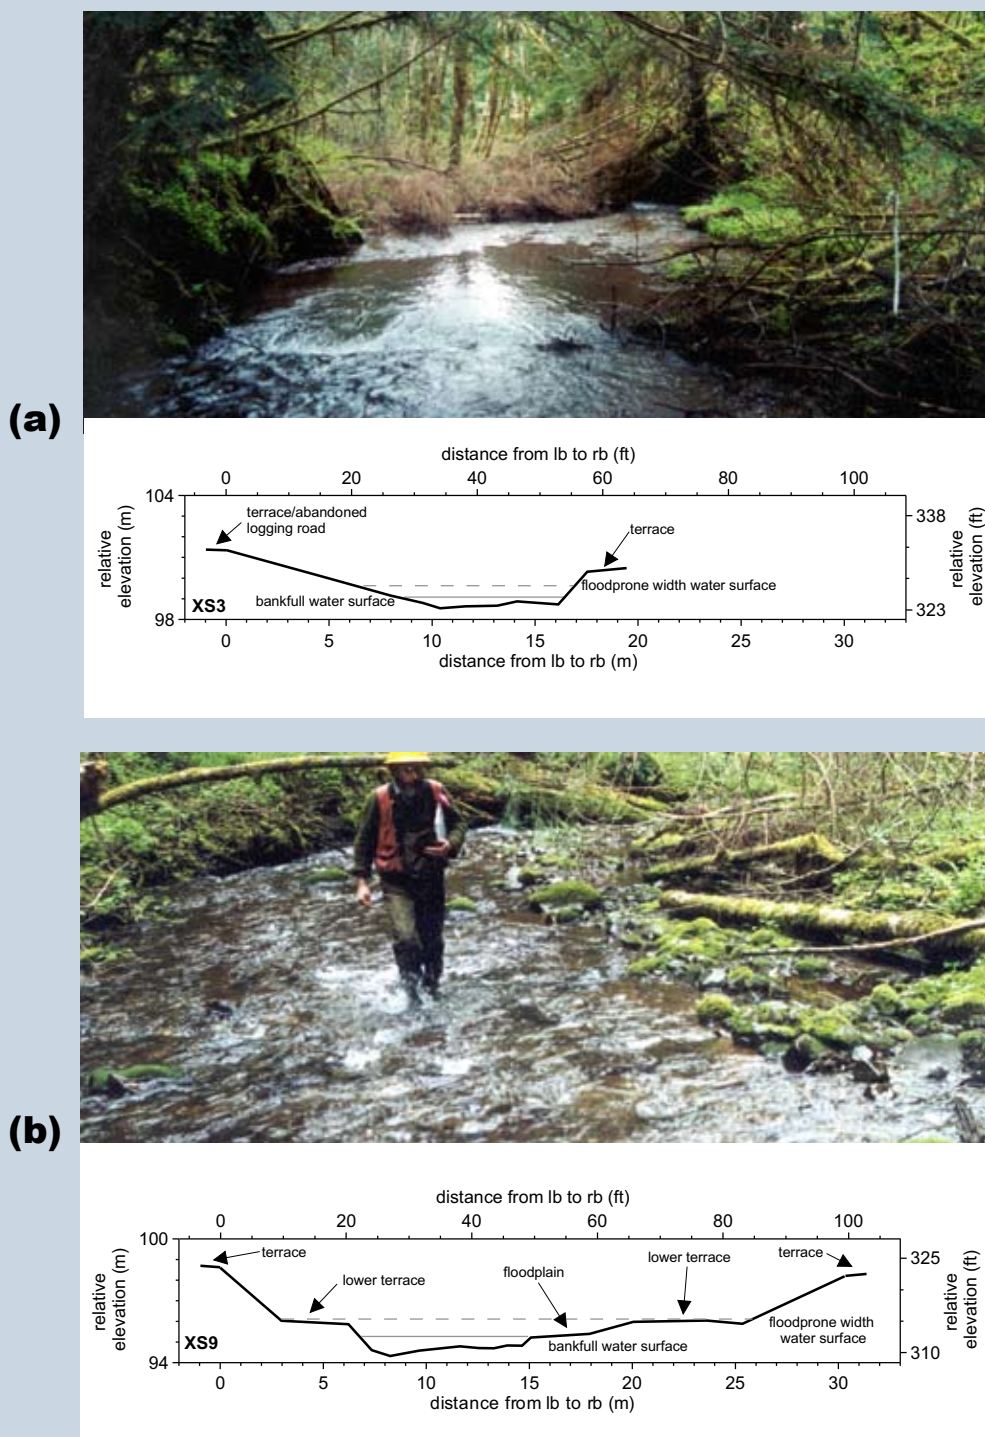 (a)
distance from lb to rb (ft)
0 20 40 60 80 100
104
338
terrace/abandoned
logging road
terrace
relative
elevation (m)
relative
elevation (ft)
floodprone width water surface
bankfull water surface
XS3
323
98
0 5 10 15 20 25 30
distance from lb to rb (m)
(b)
distance from lb to rb (ft)
0 20 40 60 80 100
100
325
terrace
lower terrace
floodplain
lower terrace
terrace
relative
elevation (m)
relative
elevation (ft)
floodprone width
water surface
bankfull water surface
XS9
310
94
0 5 10 15 20 25 30
distance from lb to rb (m)